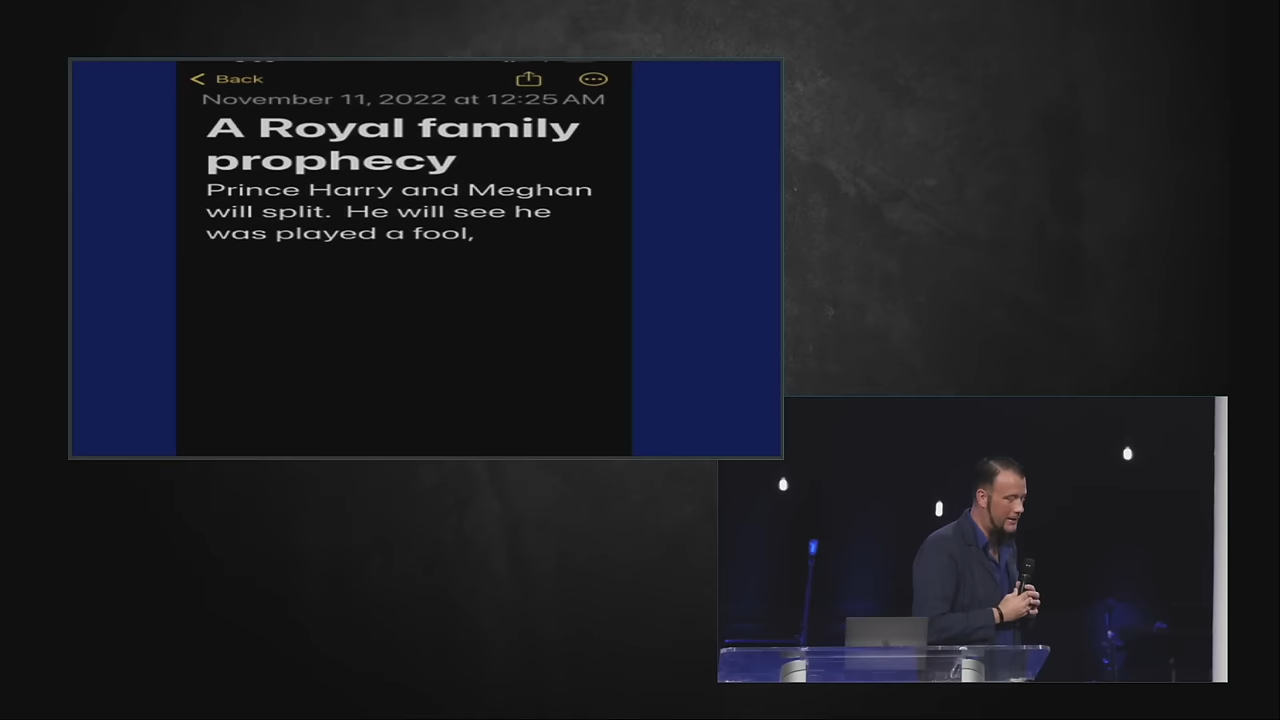 Back
November 11, 2022 at 12:25 AM
A Royal family
prophecy
Prince Harry and Meghan
will split. He will see he
was played a fool,